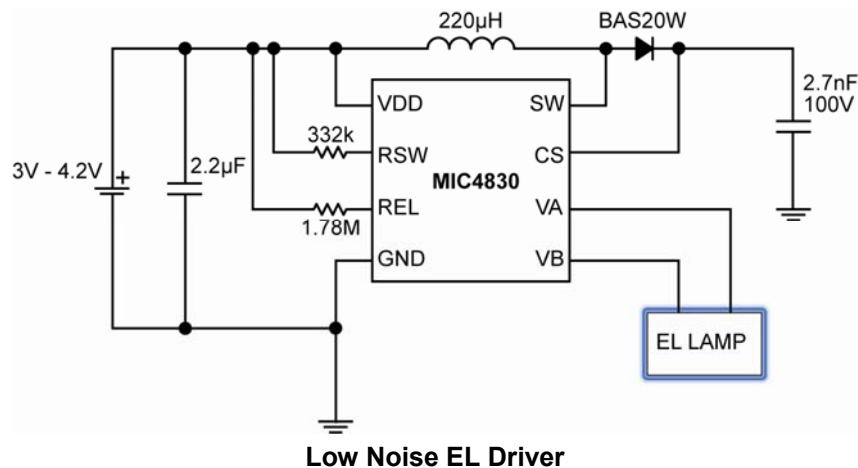 220µH
BAS20W
2.7nF
100V
VDD
SW
332k
RSW
CS
3V - 4.2V
+
2.2µF
MIC4830
REL
VA
1.78M
GND
VB
EL LAMP
Low Noise EL Driver